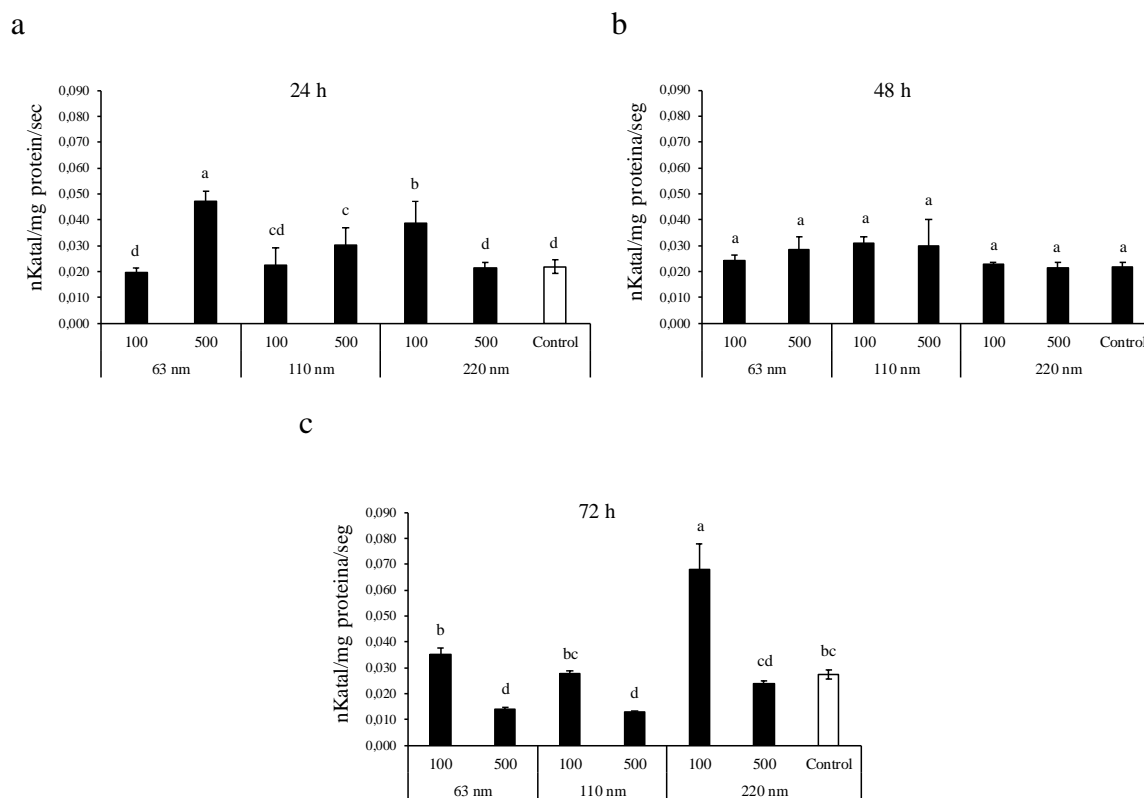 a
24 h
nKatal/mg protein/sec
0,090
0,080
0,070
0,060
0,050
0,040
0,030
0,020
0,010
0,000
d a cd c b d d
100 500 100 500 100 500 Control
63 nm 110 nm 220 nm
b
48 h
nKatal/mg proteina/seg
0,090
0,080
0,070
0,060
0,050
0,040
0,030
0,020
0,010
0,000
a a a a a a a
100 500 100 500 100 500 Control
63 nm 110 nm 220 nm
c
72 h
nKatal/mg proteina/seg
0,090
0,080
0,070
0,060
0,050
0,040
0,030
0,020
0,010
0,000
b d bc d a cd bc
100 500 100 500 100 500 Control
63 nm 110 nm 220 nm